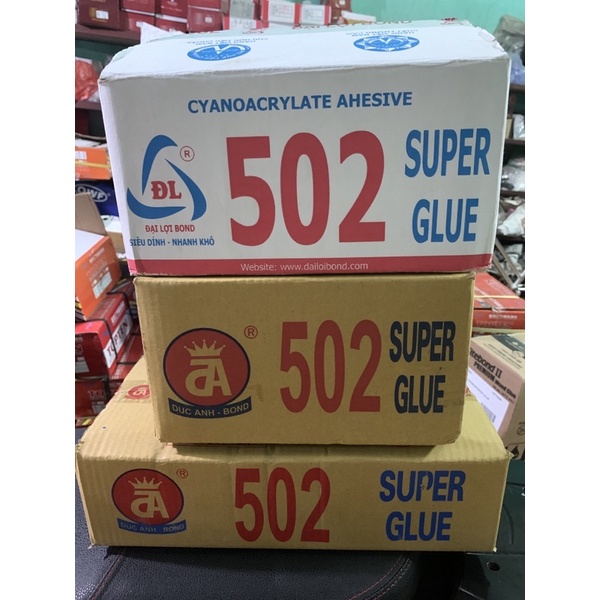 CYANOACRYLATE AHESIVE
ĐL
®
ĐẠI LỢI BOND
SIÊU DÍNH - NHANH KHÔ
502
SUPER
GLUE
Website: www.dailoibond.com
ĐA
®
DUC ANH - BOND
502
SUPER
GLUE
ĐA
®
DUC ANH - BOND
502
SUPER
GLUE